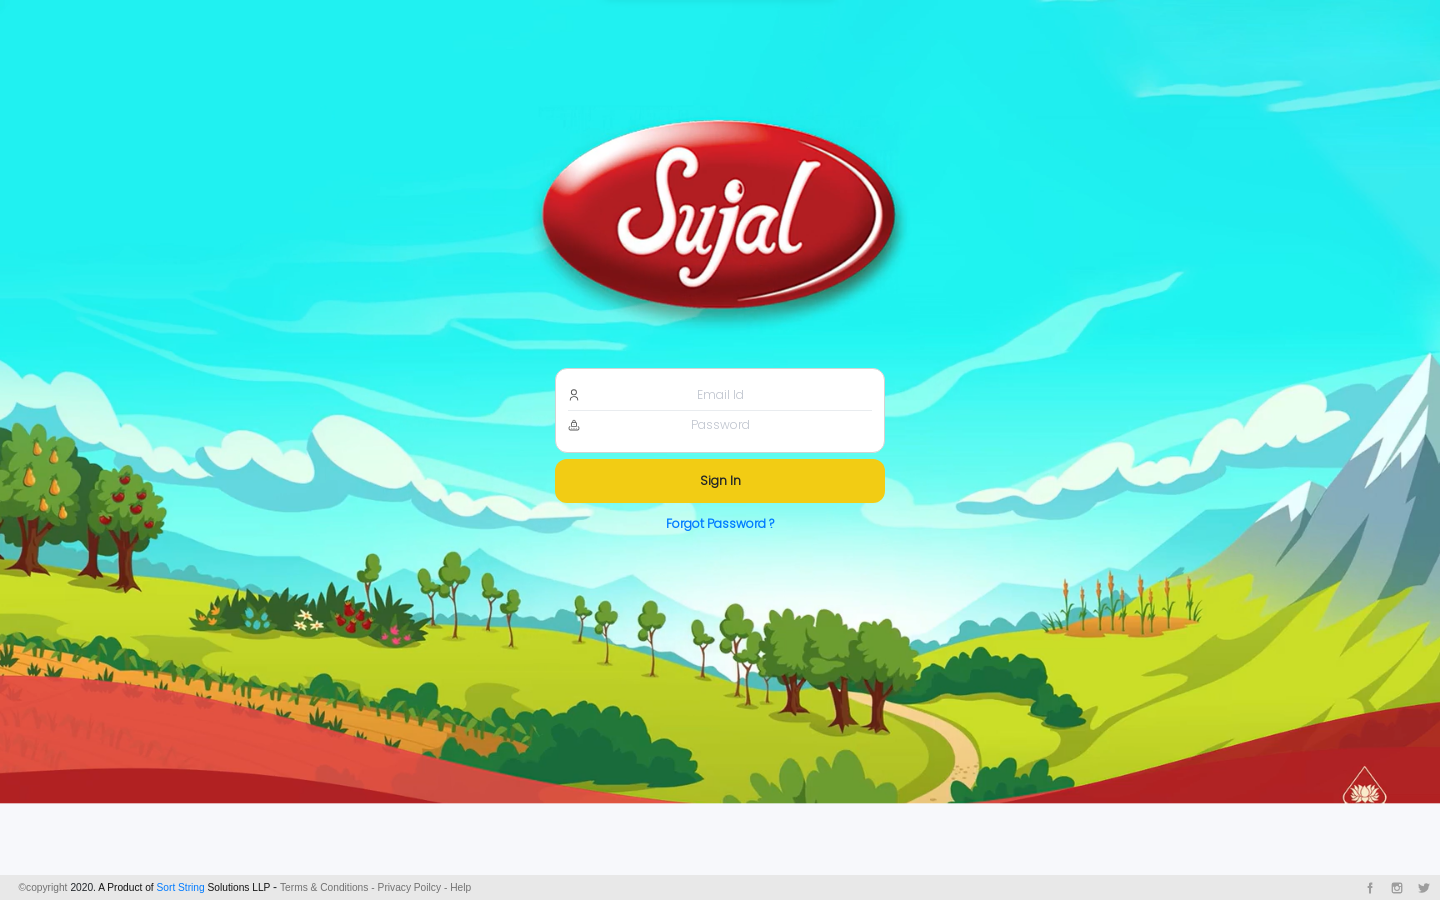 Sujal
Email Id
Password
Sign In
Forgot Password ?
©copyright 2020. A Product of Sort String Solutions LLP - Terms & Conditions - Privacy Poilcy - Help